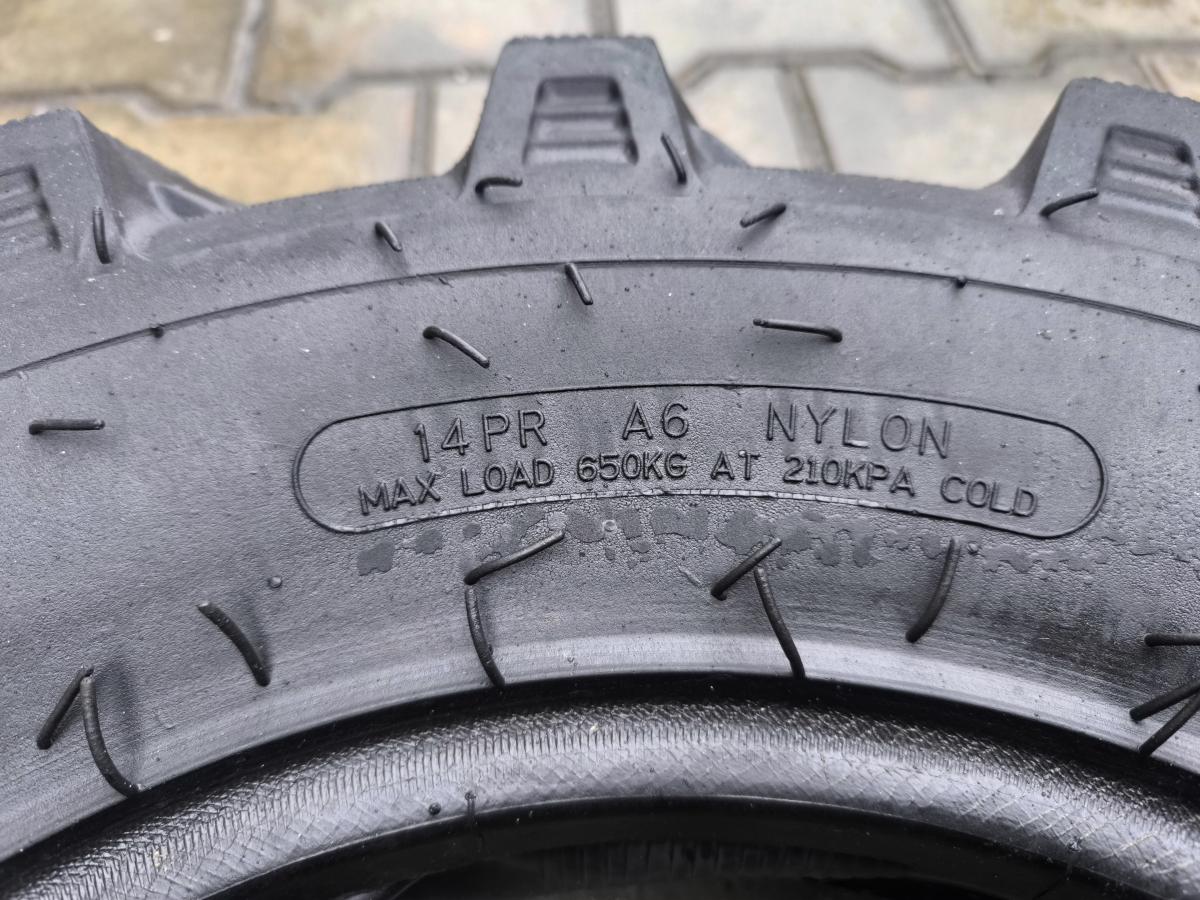 14PR A6 NYLON
MAX LOAD 650KG AT 210KPA COLD